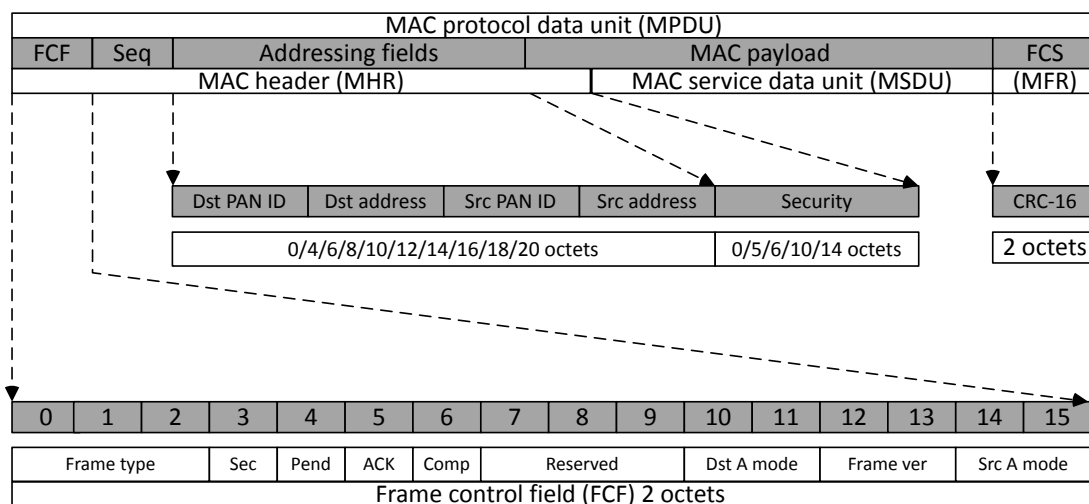 MAC protocol data unit (MPDU)
FCF Seq Addressing fields MAC payload FCS
MAC header (MHR) MAC service data unit (MSDU) (MFR)
Dst PAN ID Dst address Src PAN ID Src address Security CRC-16
0/4/6/8/10/12/14/16/18/20 octets 0/5/6/10/14 octets 2 octets
0 1 2 3 4 5 6 7 8 9 10 11 12 13 14 15
Frame type Sec Pend ACK Comp Reserved Dst A mode Frame ver Src A mode
Frame control field (FCF) 2 octets